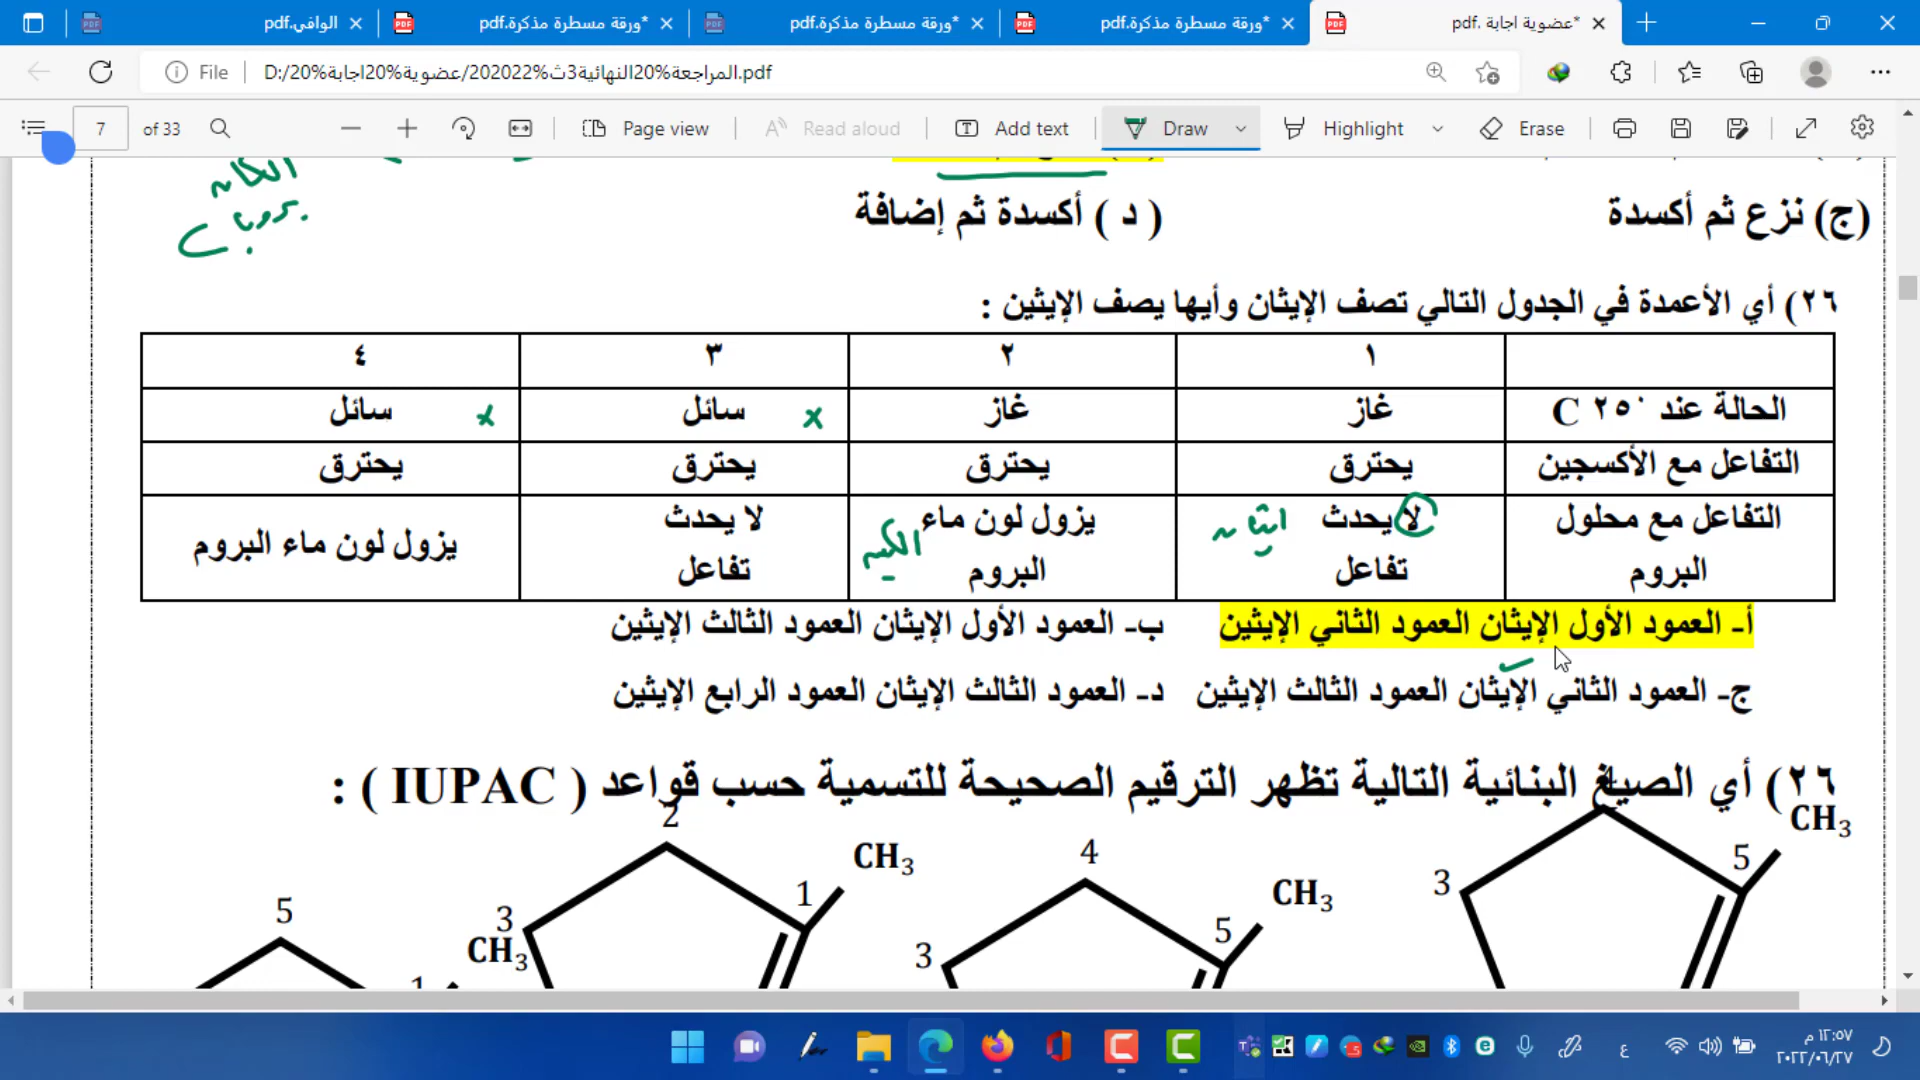 الوافي.pdf
*ورقة مسطرة مذكرة.pdf
*ورقة مسطرة مذكرة.pdf
*ورقة مسطرة مذكرة.pdf
*عضوية اجابة .pdf
File
D:/المراجعة%20النهائية3ث%202022/عضوية%20اجابة%20.pdf
7 of 33
Page view
Read aloud
Add text
Draw
Highlight
Erase
(ج) نزع ثم أكسدة
( د ) أكسدة ثم إضافة
٢٦) أي الأعمدة في الجدول التالي تصف الإيثان وأيها يصف الإيثين :
١ ٢ ٣ ٤
الحالة عند ٢٥° C غاز غاز سائل x سائل x
التفاعل مع الأكسجين يحترق يحترق يحترق يحترق
التفاعل مع محلول البروم لا يحدث تفاعل يزول لون ماء البروم لا يحدث تفاعل يزول لون ماء البروم
أ- العمود الأول الإيثان العمود الثاني الإيثين
ب- العمود الأول الإيثان العمود الثالث الإيثين
ج- العمود الثاني الإيثان العمود الثالث الإيثين
د- العمود الثالث الإيثان العمود الرابع الإيثين
٢٦) أي الصيغ البنائية التالية تظهر الترقيم الصحيحة للتسمية حسب قواعد ( IUPAC ) :
4
CH3
5
3
4
CH3
5
3
2
CH3
1
3
5
CH3
1
ع
١٢:٥٧ م
٢٠٢٢/٠٦/٢٧